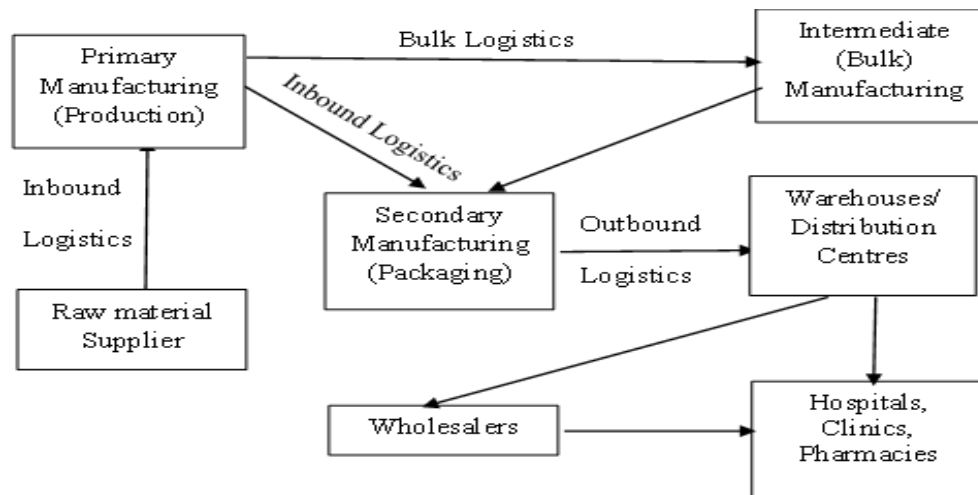 Primary
Manufacturing
(Production)
Bulk Logistics
Intermediate
(Bulk)
Manufacturing
Inbound Logistics
Inbound
Logistics
Secondary
Manufacturing
(Packaging)
Outbound
Logistics
Warehouses/
Distribution
Centres
Raw material
Supplier
Wholesalers
Hospitals,
Clinics,
Pharmacies